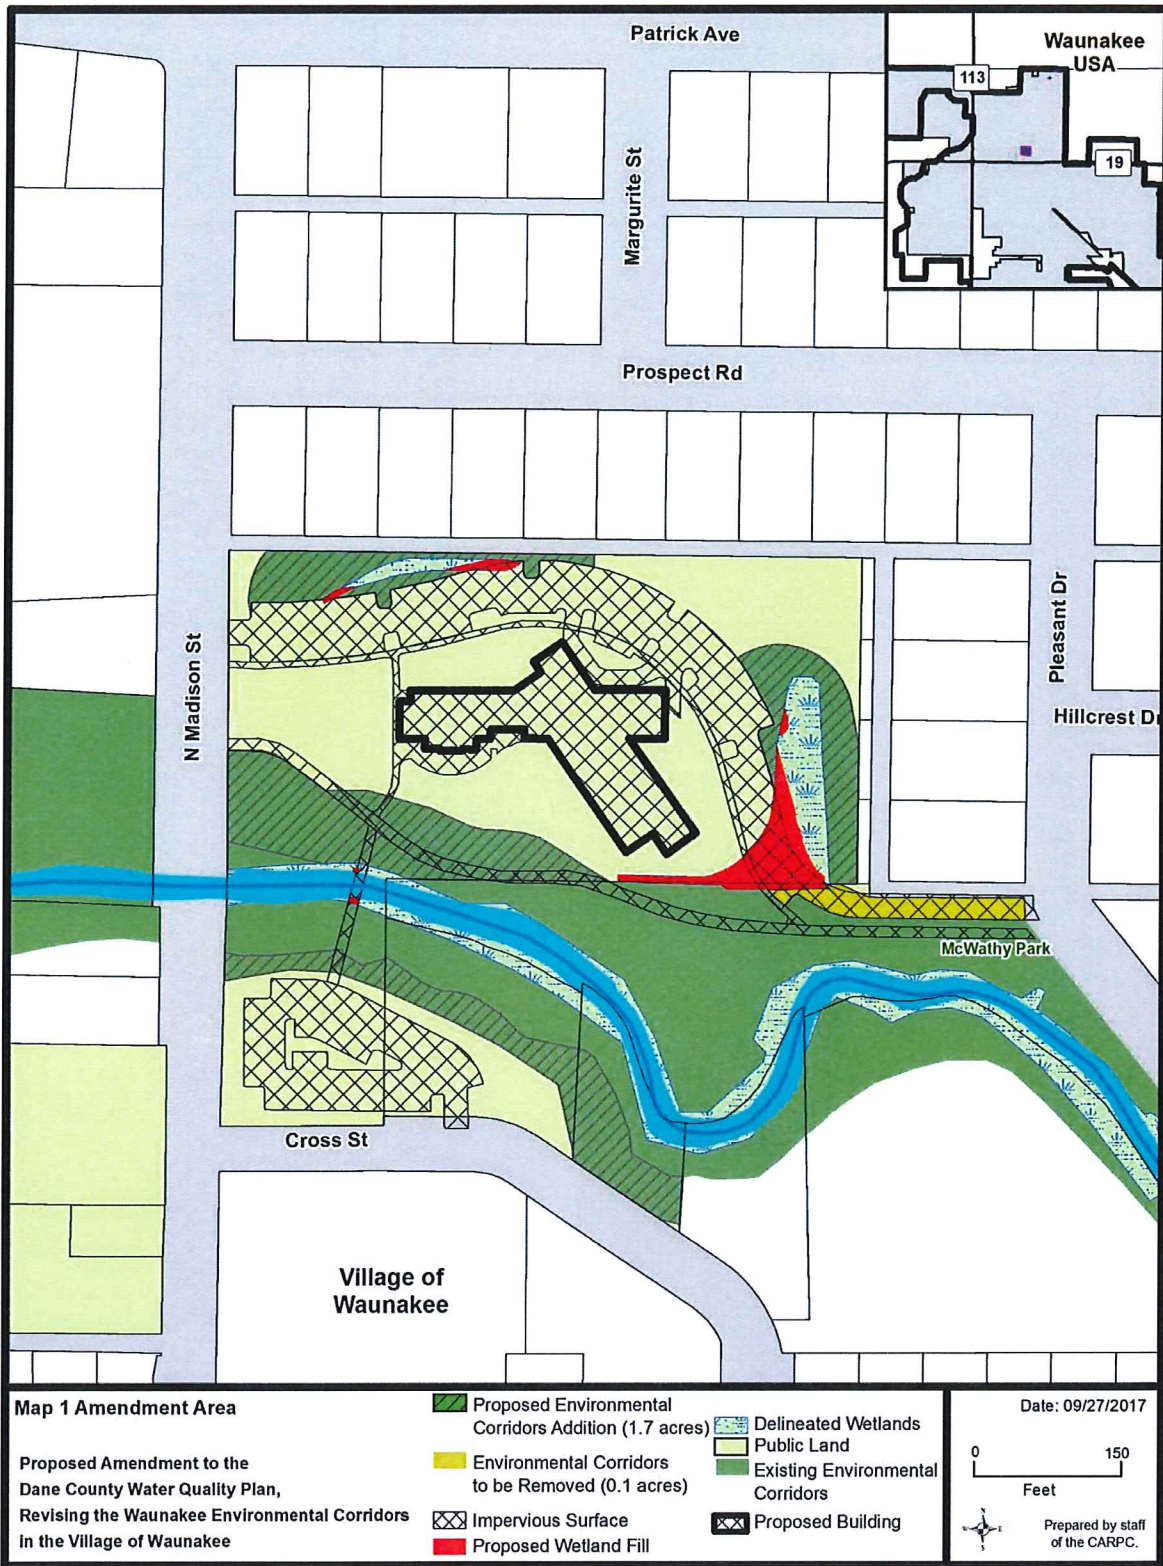 Patrick Ave
Waunakee
USA
113
19
Margurite St
Prospect Rd
Pleasant Dr
N Madison St
Hillcrest Dr
McWathy Park
Cross St
Village of
Waunakee
Map 1 Amendment Area
Proposed Amendment to the
Dane County Water Quality Plan,
Revising the Waunakee Environmental Corridors
in the Village of Waunakee
Proposed Environmental
Corridors Addition (1.7 acres)
Environmental Corridors
to be Removed (0.1 acres)
Impervious Surface
Proposed Wetland Fill
Delineated Wetlands
Public Land
Existing Environmental
Corridors
Proposed Building
Date: 09/27/2017
0 150
Feet
N
W E
S
Prepared by staff
of the CARPC.